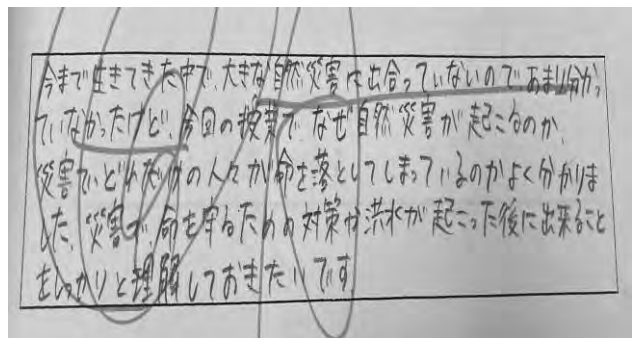 今まで生きてきた中で、大きな自然災害に出合っていないのであまり分かっ
ていなかったけど、今回の授業で、なぜ自然災害が起こるのか、
災害でどれだけの人々が命を落としてしまっているのかよく分かりま
した。災害で、命を守るための対策や洪水が起こった後に出来ること
をしっかりと理解しておきたいです。